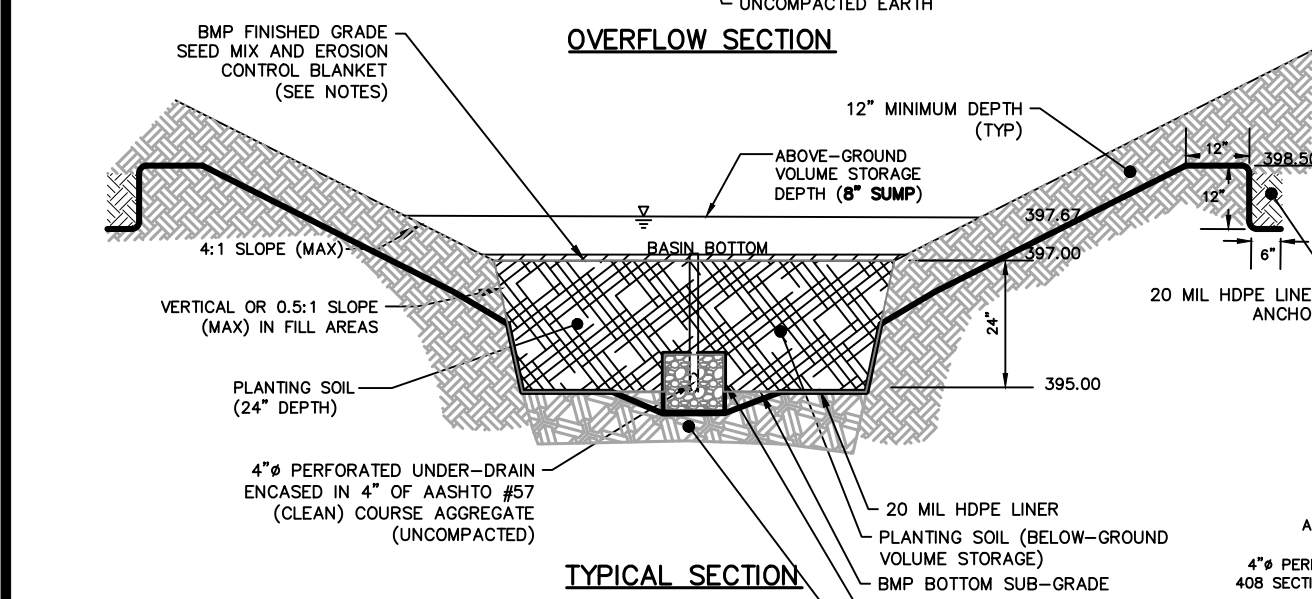 UNCOMPACTED EARTH
OVERFLOW SECTION
BMP FINISHED GRADE
SEED MIX AND EROSION
CONTROL BLANKET
(SEE NOTES)
12" MINIMUM DEPTH
(TYP)
ABOVE-GROUND
VOLUME STORAGE
DEPTH (8" SUMP)
12"
398.50
12"
6"
397.67
397.00
BASIN BOTTOM
4:1 SLOPE (MAX)
VERTICAL OR 0.5:1 SLOPE
(MAX) IN FILL AREAS
20 MIL HDPE LINE
ANCHO
24"
395.00
PLANTING SOIL
(24" DEPTH)
4"ø PERFORATED UNDER-DRAIN
ENCASED IN 4" OF AASHTO #57
(CLEAN) COURSE AGGREGATE
(UNCOMPACTED)
20 MIL HDPE LINER
PLANTING SOIL (BELOW-GROUND
VOLUME STORAGE)
BMP BOTTOM SUB-GRADE
TYPICAL SECTION
A
4"ø PERF
408 SECTI